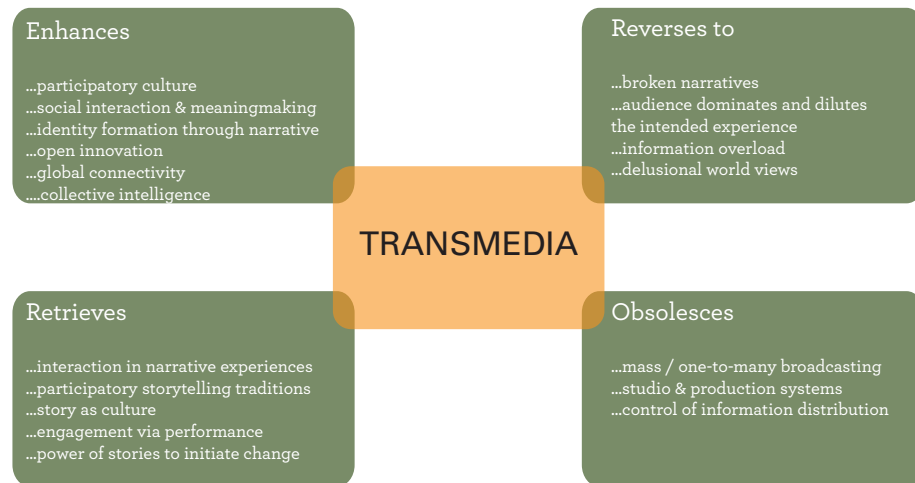 Enhances
...participatory culture
...social interaction & meaningmaking
...identity formation through narrative
...open innovation
...global connectivity
....collective intelligence
Reverses to
...broken narratives
...audience dominates and dilutes
the intended experience
...information overload
...delusional world views
TRANSMEDIA
Retrieves
...interaction in narrative experiences
...participatory storytelling traditions
...story as culture
...engagement via performance
...power of stories to initiate change
Obsolesces
...mass / one-to-many broadcasting
...studio & production systems
...control of information distribution